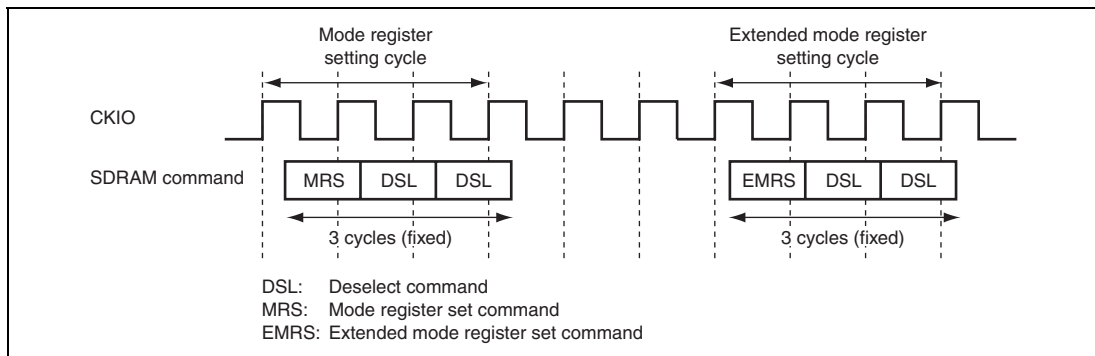 Mode register
setting cycle
Extended mode register
setting cycle
CKIO
SDRAM command
MRS DSL DSL
EMRS DSL DSL
3 cycles (fixed)
3 cycles (fixed)
DSL: Deselect command
MRS: Mode register set command
EMRS: Extended mode register set command